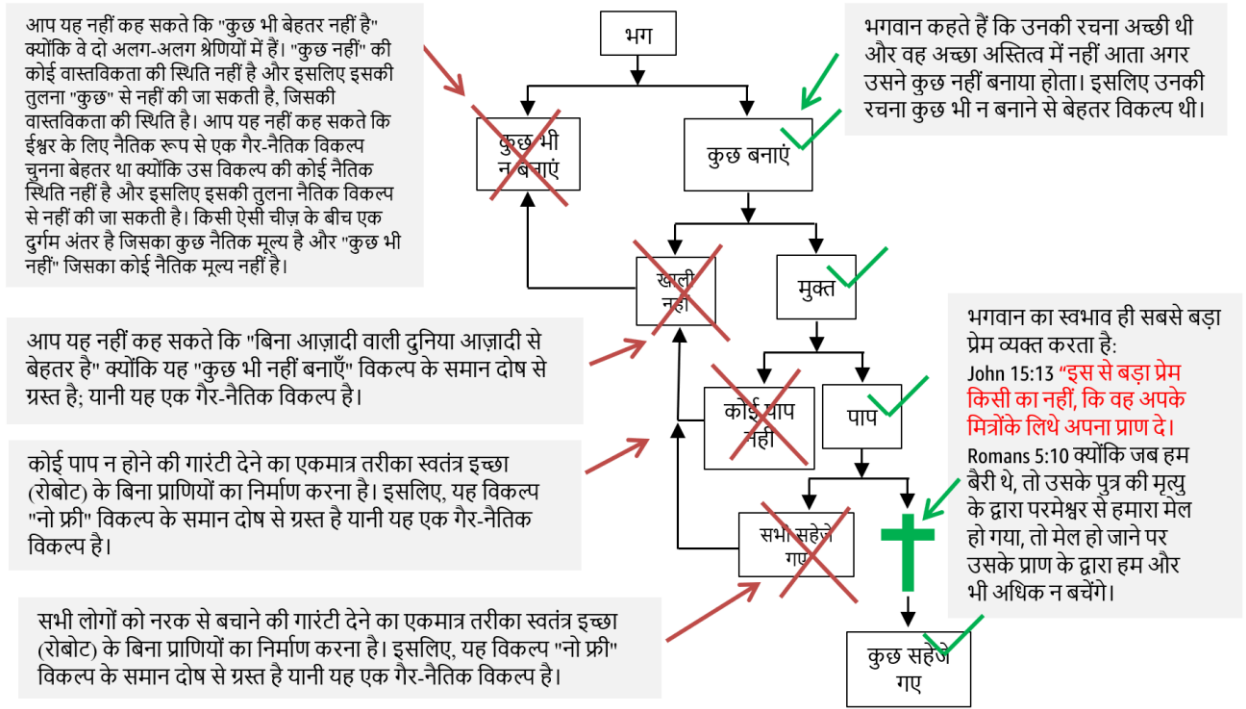 आप यह नहीं कह सकते कि "कुछ भी बेहतर नहीं है"
क्योंकि वे दो अलग-अलग श्रेणियों में हैं। "कुछ नहीं" की
कोई वास्तविकता की स्थिति नहीं है और इसलिए इसकी
तुलना "कुछ" से नहीं की जा सकती है, जिसकी
वास्तविकता की स्थिति है। आप यह नहीं कह सकते कि
ईश्वर के लिए नैतिक रूप से एक गैर-नैतिक विकल्प
चुनना बेहतर था क्योंकि उस विकल्प की कोई नैतिक
स्थिति नहीं है और इसलिए इसकी तुलना नैतिक विकल्प
से नहीं की जा सकती है। किसी ऐसी चीज़ के बीच एक
दुर्गम अंतर है जिसका कुछ नैतिक मूल्य है और "कुछ भी
नहीं" जिसका कोई नैतिक मूल्य नहीं है।
भग
भगवान कहते हैं कि उनकी रचना अच्छी थी
और वह अच्छा अस्तित्व में नहीं आता अगर
उसने कुछ नहीं बनाया होता। इसलिए उनकी
रचना कुछ भी न बनाने से बेहतर विकल्प थी।
कुछ भी
न बनाएं
कुछ बनाएं
खाली
नहीं
मुक्त
आप यह नहीं कह सकते कि "बिना आज़ादी वाली दुनिया आज़ादी से
बेहतर है" क्योंकि यह "कुछ भी नहीं बनाएँ" विकल्प के समान दोष से
ग्रस्त है; यानी यह एक गैर-नैतिक विकल्प है।
कोई पाप
नहीं
पाप
भगवान का स्वभाव ही सबसे बड़ा
प्रेम व्यक्त करता है:
John 15:13 “इस से बड़ा प्रेम
किसी का नहीं, कि वह अपके
मित्रोंके लिथे अपना प्राण दे।
Romans 5:10 क्योंकि जब हम
बैरी थे, तो उसके पुत्र की मृत्यु
के द्वारा परमेश्वर से हमारा मेल
हो गया, तो मेल हो जाने पर
उसके प्राण के द्वारा हम और
भी अधिक न बचेंगे।
कोई पाप न होने की गारंटी देने का एकमात्र तरीका स्वतंत्र इच्छा
(रोबोट) के बिना प्राणियों का निर्माण करना है। इसलिए, यह विकल्प
"नो फ्री" विकल्प के समान दोष से ग्रस्त है यानी यह एक गैर-नैतिक
विकल्प है।
सभी सहेजे
गए
सभी लोगों को नरक से बचाने की गारंटी देने का एकमात्र तरीका स्वतंत्र इच्छा
(रोबोट) के बिना प्राणियों का निर्माण करना है। इसलिए, यह विकल्प "नो फ्री"
विकल्प के समान दोष से ग्रस्त है यानी यह एक गैर-नैतिक विकल्प है।
कुछ सहेजे
गए